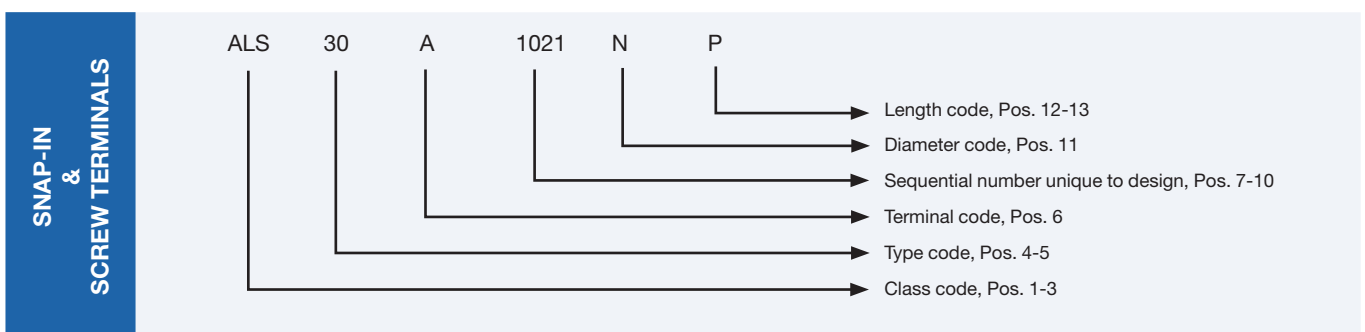 SNAP-IN
&
SCREW TERMINALS
ALS 30 A 1021 N P
Length code, Pos. 12-13
Diameter code, Pos. 11
Sequential number unique to design, Pos. 7-10
Terminal code, Pos. 6
Type code, Pos. 4-5
Class code, Pos. 1-3